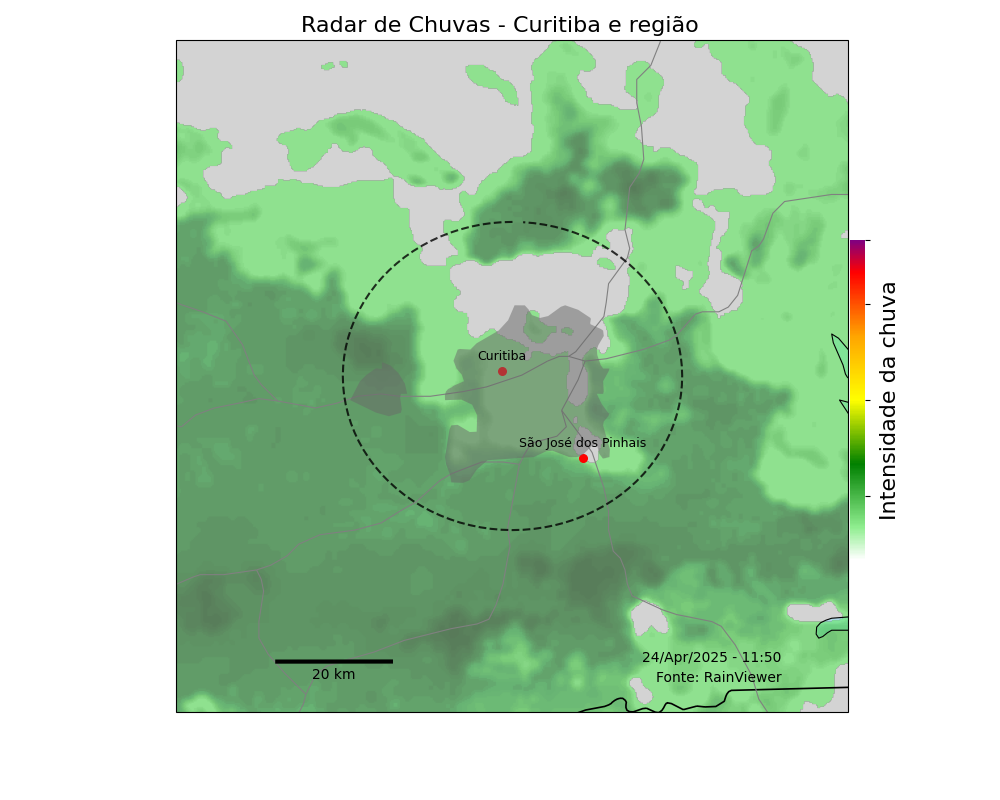 Radar de Chuvas - Curitiba e região
Curitiba
São José dos Pinhais
Intensidade da chuva
20 km
24/Apr/2025 - 11:50
Fonte: RainViewer